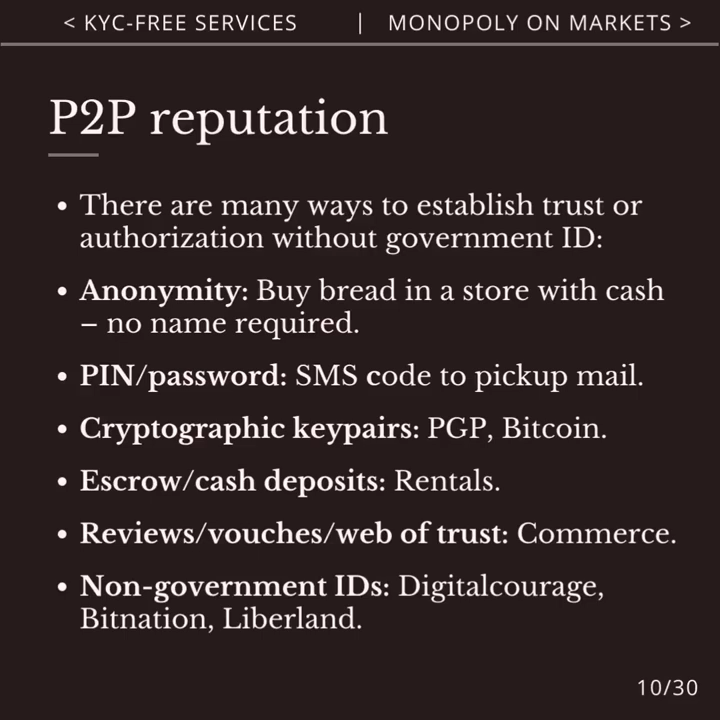 < KYC-FREE SERVICES | MONOPOLY ON MARKETS >
P2P reputation
• There are many ways to establish trust or
authorization without government ID:
• Anonymity: Buy bread in a store with cash
– no name required.
• PIN/password: SMS code to pickup mail.
• Cryptographic keypairs: PGP, Bitcoin.
• Escrow/cash deposits: Rentals.
• Reviews/vouches/web of trust: Commerce.
• Non-government IDs: Digitalcourage,
Bitnation, Liberland.
10/30